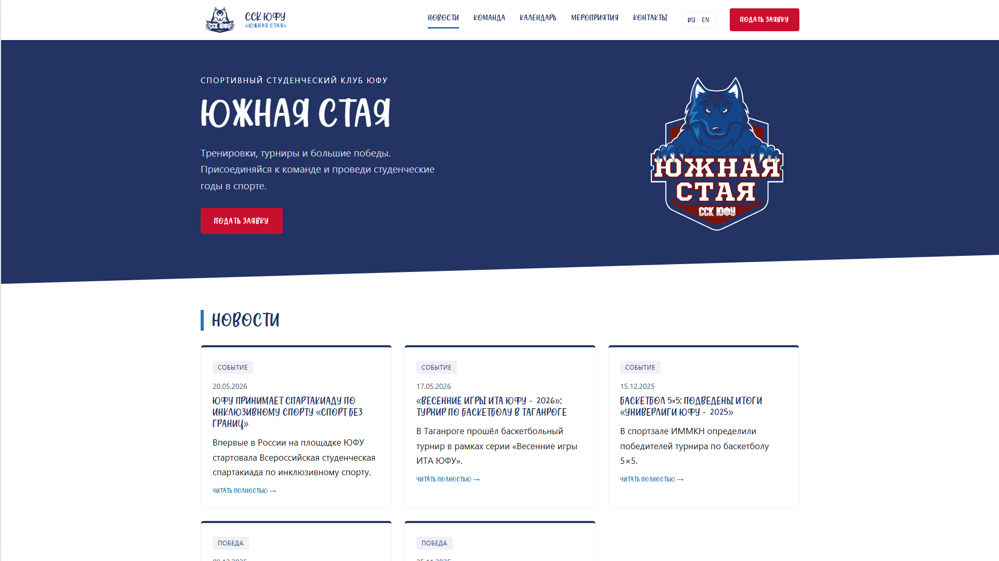 ССК ЮФУ
ССК ЮФУ
«ЮЖНАЯ СТАЯ»
НОВОСТИ
КОМАНДА
КАЛЕНДАРЬ
МЕРОПРИЯТИЯ
КОНТАКТЫ
RU / EN
ПОДАТЬ ЗАЯВКУ
СПОРТИВНЫЙ СТУДЕНЧЕСКИЙ КЛУБ ЮФУ
ЮЖНАЯ СТАЯ
Тренировки, турниры и большие победы.
Присоединяйся к команде и проведи студенческие
годы в спорте.
ПОДАТЬ ЗАЯВКУ
ЮЖНАЯ
СТАЯ
ССК ЮФУ
НОВОСТИ
СОБЫТИЕ
20.05.2026
ЮФУ ПРИНИМАЕТ СПАРТАКИАДУ ПО
ИНКЛЮЗИВНОМУ СПОРТУ «СПОРТ БЕЗ
ГРАНИЦ»
Впервые в России на площадке ЮФУ
стартовала Всероссийская студенческая
спартакиада по инклюзивному спорту.
ЧИТАТЬ ПОЛНОСТЬЮ →
СОБЫТИЕ
17.05.2026
«ВЕСЕННИЕ ИГРЫ ИТА ЮФУ – 2026»:
ТУРНИР ПО БАСКЕТБОЛУ В ТАГАНРОГЕ
В Таганроге прошёл баскетбольный
турнир в рамках серии «Весенние игры
ИТА ЮФУ».
ЧИТАТЬ ПОЛНОСТЬЮ →
СОБЫТИЕ
15.12.2025
БАСКЕТБОЛ 5×5: ПОДВЕДЕНЫ ИТОГИ
«УНИВЕРЛИГИ ЮФУ – 2025»
В спортзале ИММКН определили
победителей турнира по баскетболу
5×5.
ЧИТАТЬ ПОЛНОСТЬЮ →
ПОБЕДА
ПОБЕДА